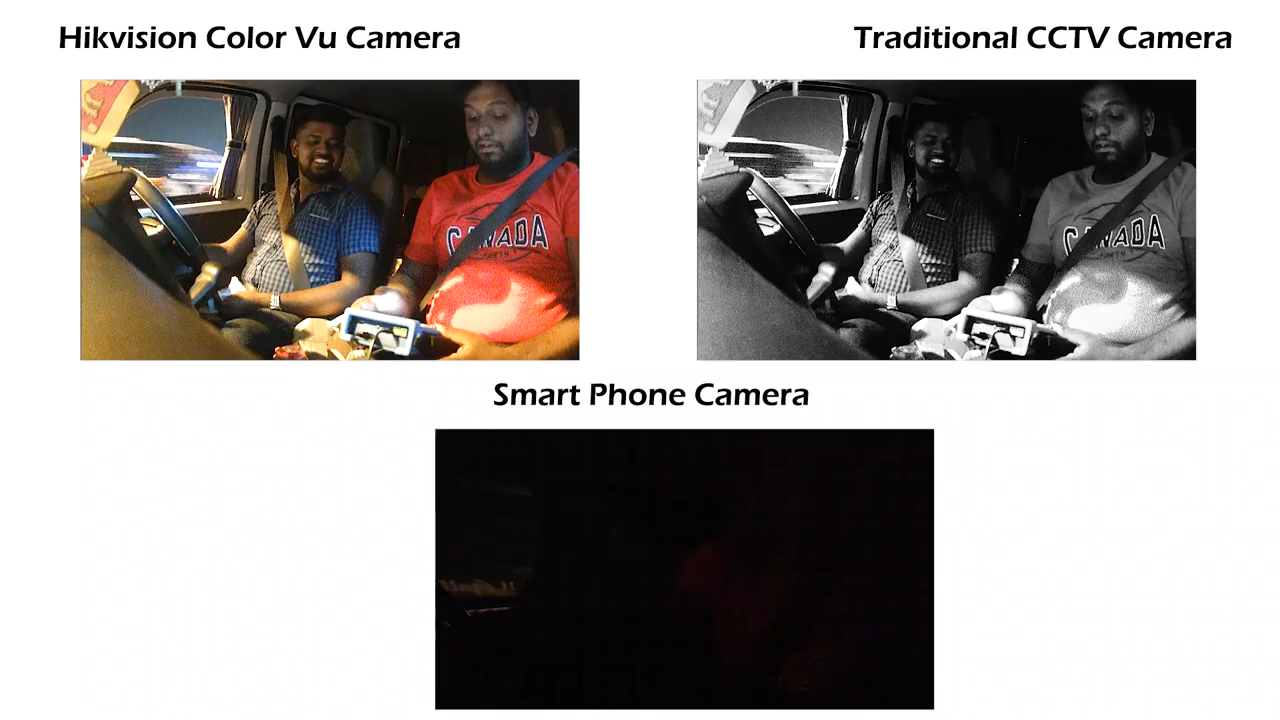 Hikvision Color Vu Camera
Traditional CCTV Camera
CANADA
CANADA
Smart Phone Camera